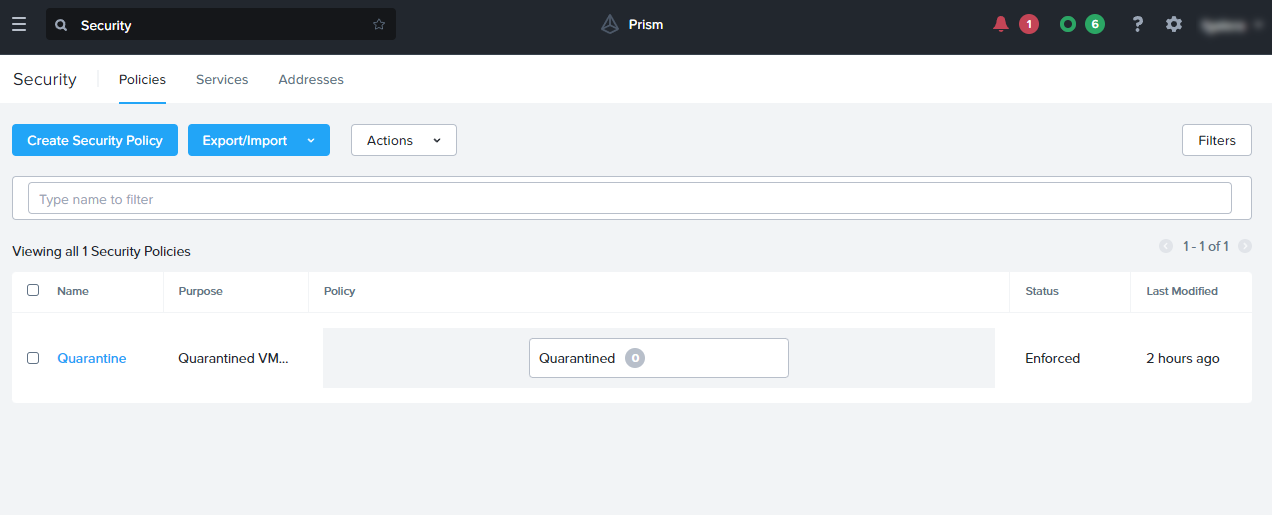 Security Prism 1 6 ?
Security Policies Services Addresses
Create Security Policy Export/Import Actions Filters
Type name to filter
Viewing all 1 Security Policies 1 - 1 of 1
Name Purpose Policy Status Last Modified
Quarantine Quarantined VM... Quarantined 0 Enforced 2 hours ago